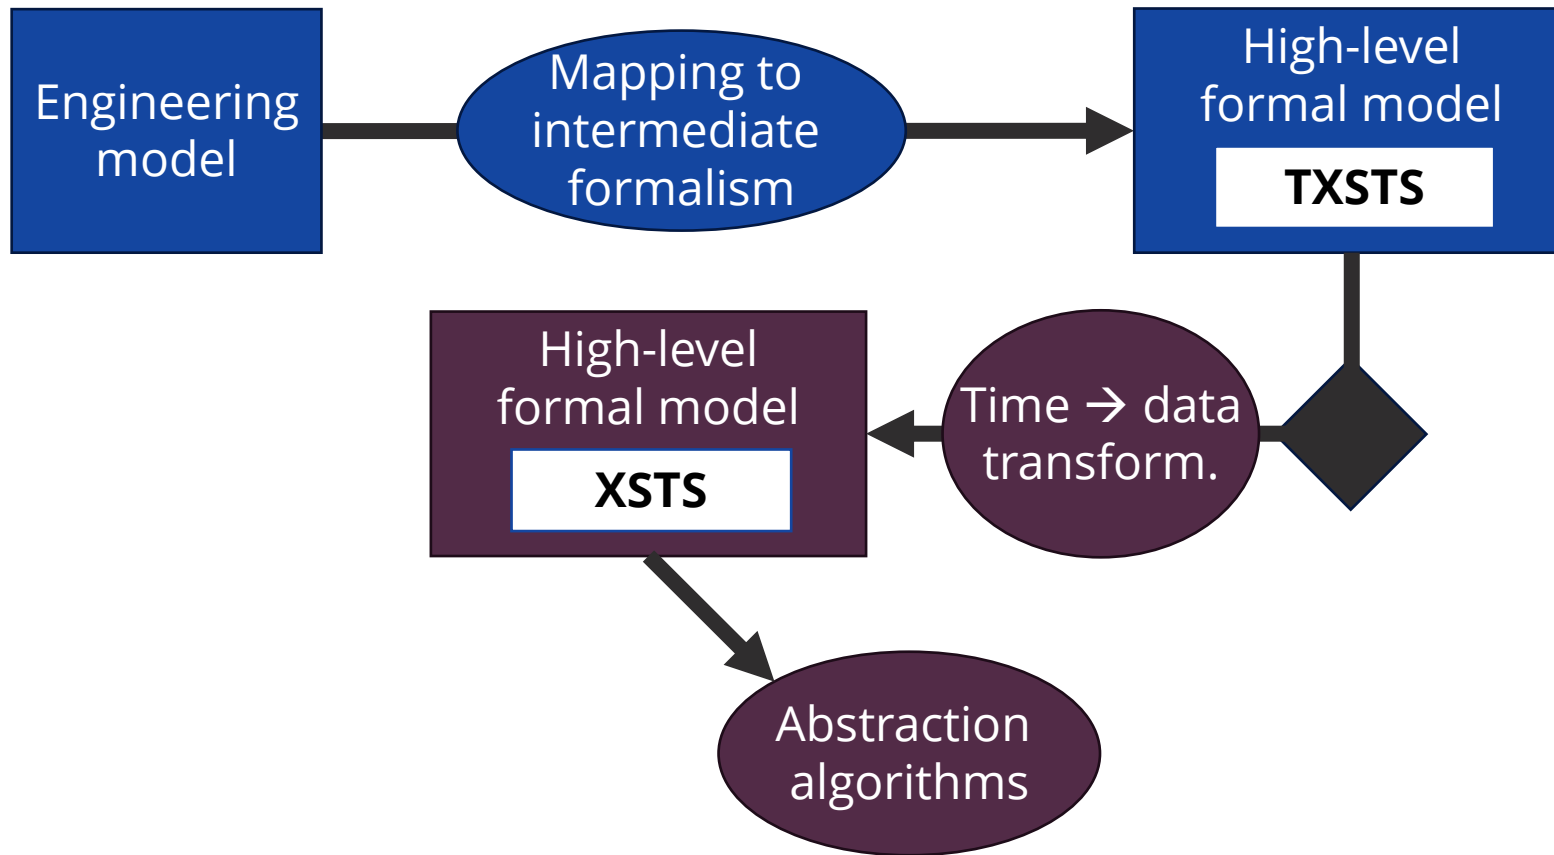 Engineering
model
Mapping to
intermediate
formalism
High-level
formal model
TXSTS
Time → data
transform.
High-level
formal model
XSTS
Abstraction
algorithms